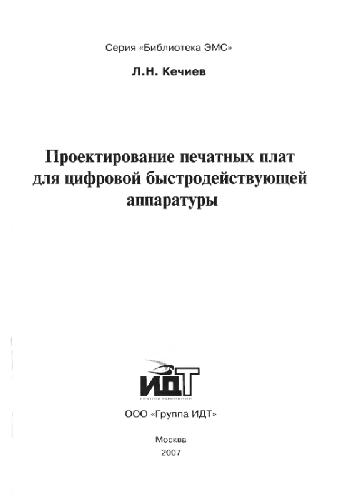 Серия «Библиотека ЭМС»
Л.Н. Кечиев
Проектирование печатных плат
для цифровой быстродействующей
аппаратуры
ИДТ
ООО «Группа ИДТ»
Москва
2007